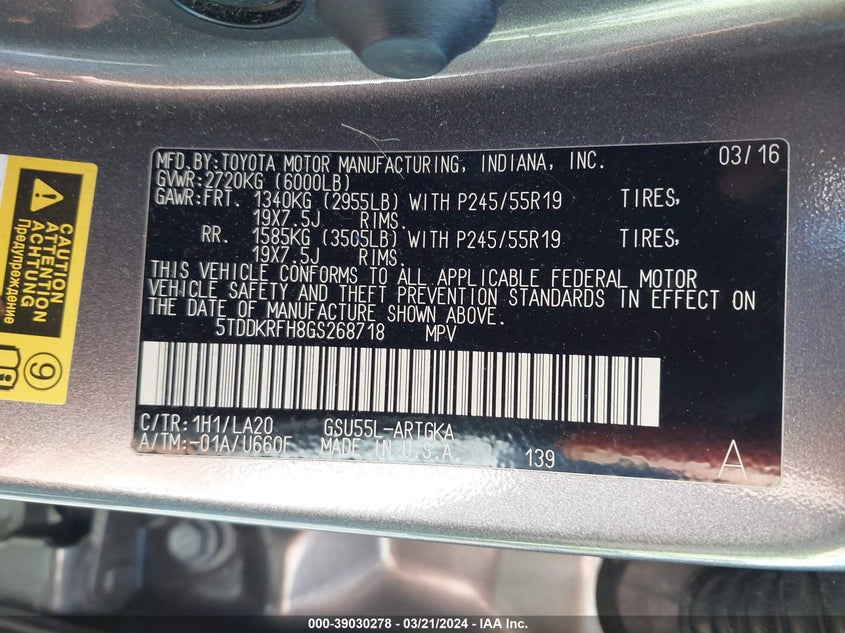 MFD.BY:TOYOTA MOTOR MANUFACTURING, INDIANA, INC. 03/16
GVWR:2720KG (6000LB)
GAWR:FRT. 1340KG (2955LB) WITH P245/55R19 TIRES,
19X7.5J RIMS.
RR. 1585KG (3505LB) WITH P245/55R19 TIRES,
19X7.5J RIMS.
THIS VEHICLE CONFORMS TO ALL APPLICABLE FEDERAL MOTOR
VEHICLE SAFETY AND THEFT PREVENTION STANDARDS IN EFFECT ON
THE DATE OF MANUFACTURE SHOWN ABOVE.
5TDDKRFH8GS268718 MPV
C/TR:1H1/LA20 GSU55L-ARTGKA
A/TM:-01A/U660F MADE IN U.S.A. 139 A
CAUTION
ATTENTION
ACHTUNG
Предупреждение
9
000-39030278 - 03/21/2024 - IAAI.com